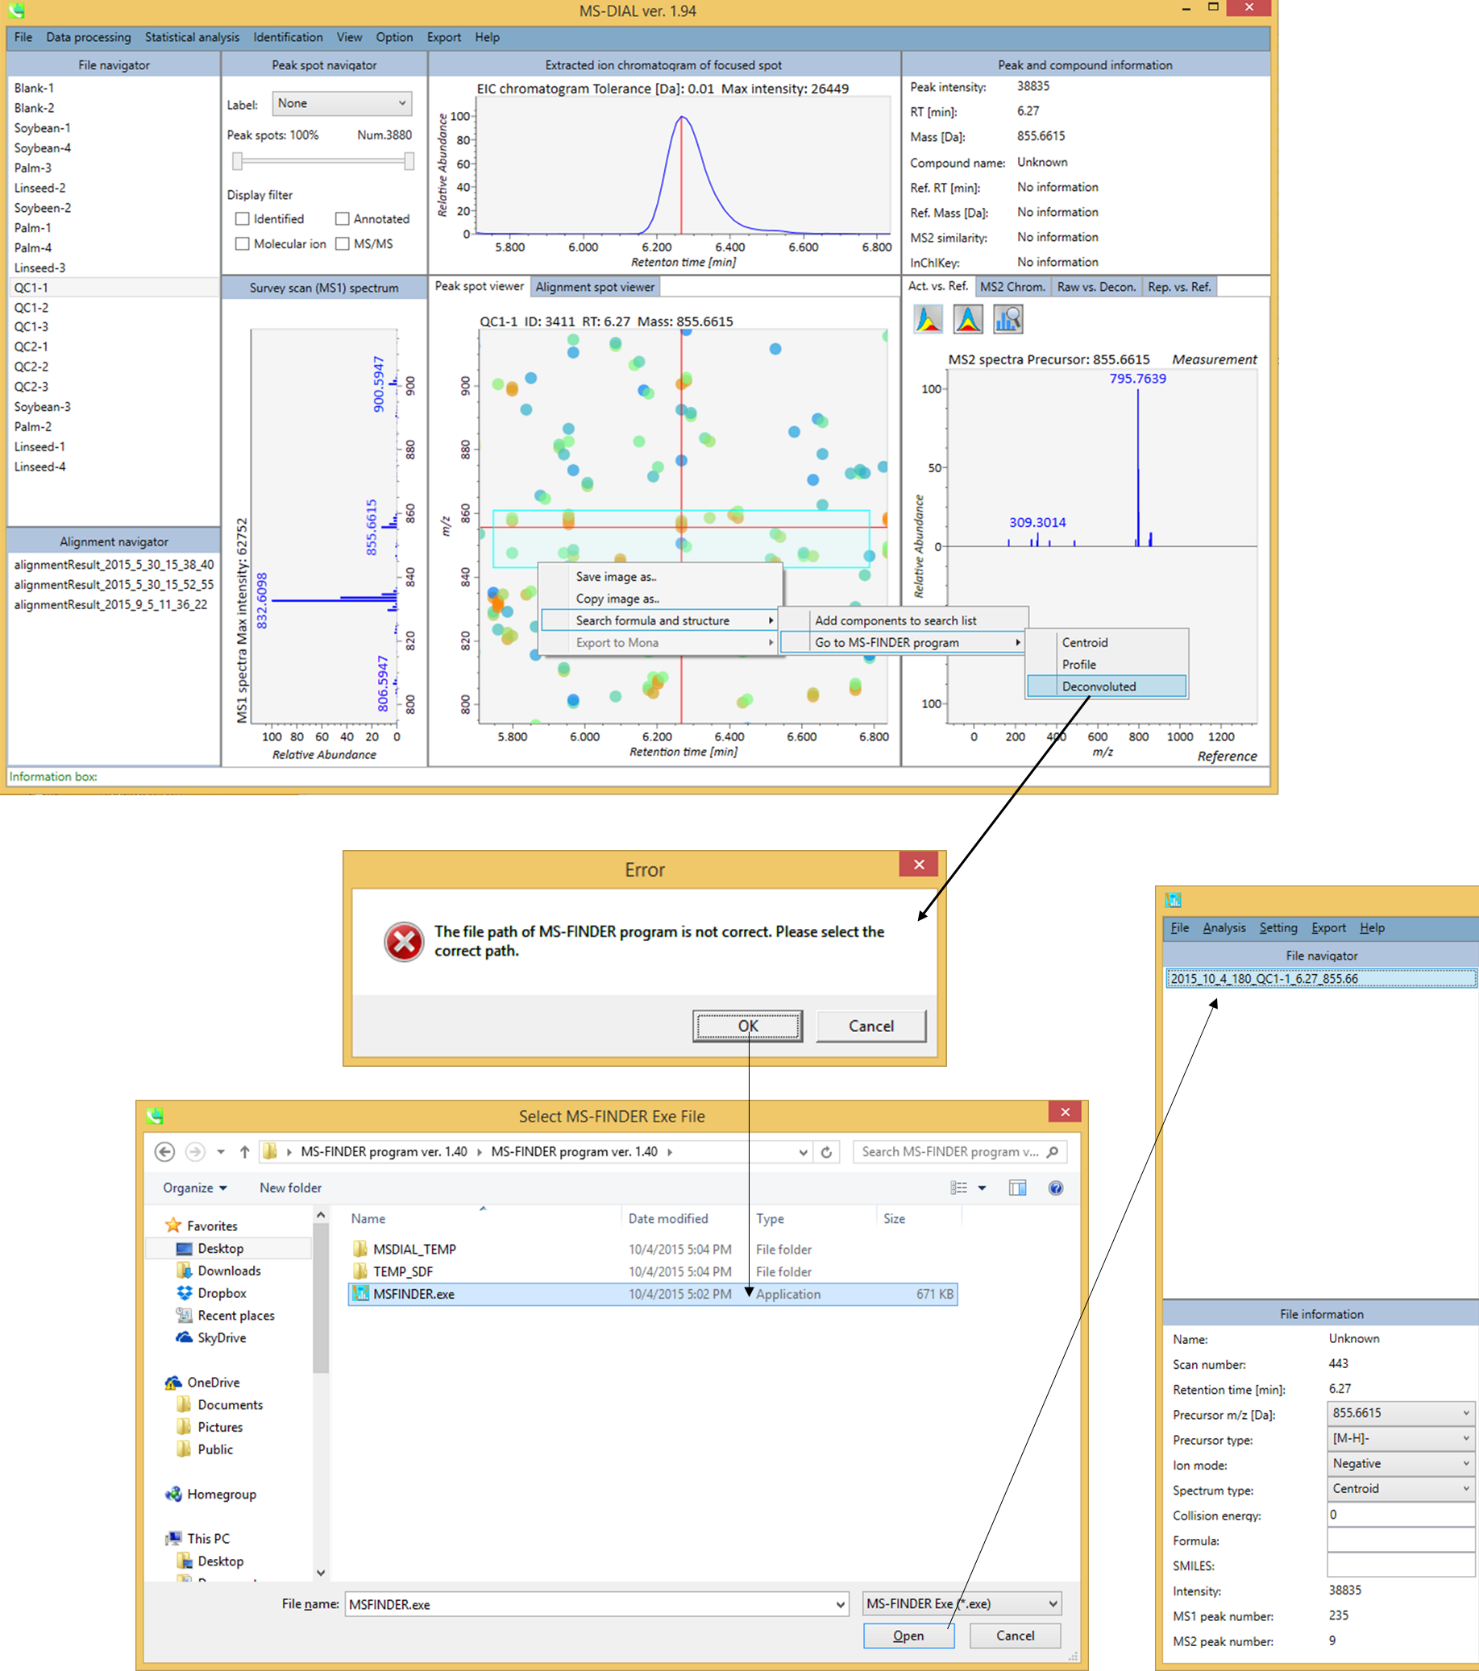 MS-DIAL ver. 1.94
File Data processing Statistical analysis Identification View Option Export Help
File navigator
Blank-1
Blank-2
Soybean-1
Soybean-4
Palm-3
Linseed-2
Soybeen-2
Palm-1
Palm-4
Linseed-3
QC1-1
QC1-2
QC1-3
QC2-1
QC2-2
QC2-3
Soybean-3
Palm-2
Linseed-1
Linseed-4
Alignment navigator
alignmentResult_2015_5_30_15_38_40
alignmentResult_2015_5_30_15_52_55
alignmentResult_2015_9_5_11_36_22
Information box:
Peak spot navigator
Label: None
Peak spots: 100% Num.3880
Display filter
Identified Annotated
Molecular ion MS/MS
Survey scan (MS1) spectrum
MS1 spectra Max intensity: 62752
900.5947
855.6615
832.6098
806.5947
900
880
860
840
820
800
100 80 60 40 20 0
Relative Abundance
Extracted ion chromatogram of focused spot
EIC chromatogram Tolerance [Da]: 0.01 Max intensity: 26449
Relative Abundance
100
80
60
40
20
0
5.800 6.000 6.200 6.400 6.600 6.800
Retenton time [min]
Peak spot viewer Alignment spot viewer
QC1-1 ID: 3411 RT: 6.27 Mass: 855.6615
m/z
900
880
860
840
820
800
5.800 6.000 6.200 6.400 6.600 6.800
Retention time [min]
Save image as..
Copy image as..
Search formula and structure
Export to Mona
Add components to search list
Go to MS-FINDER program
Centroid
Profile
Deconvoluted
Peak and compound information
Peak intensity: 38835
RT [min]: 6.27
Mass [Da]: 855.6615
Compound name: Unknown
Ref. RT [min]: No information
Ref. Mass [Da]: No information
MS2 similarity: No information
InChIKey: No information
Act. vs. Ref. MS2 Chrom. Raw vs. Decon. Rep. vs. Ref.
MS2 spectra Precursor: 855.6615 Measurement
795.7639
309.3014
Relative Abundance
100
50
0
100
0 200 400 600 800 1000 1200
m/z
Reference
Error
The file path of MS-FINDER program is not correct. Please select the
correct path.
OK Cancel
Select MS-FINDER Exe File
MS-FINDER program ver. 1.40 MS-FINDER program ver. 1.40
Search MS-FINDER program v...
Organize New folder
Favorites
Desktop
Downloads
Dropbox
Recent places
SkyDrive
OneDrive
Documents
Pictures
Public
Homegroup
This PC
Desktop
Name Date modified Type Size
MSDIAL_TEMP 10/4/2015 5:04 PM File folder
TEMP_SDF 10/4/2015 5:04 PM File folder
MSFINDER.exe 10/4/2015 5:02 PM Application 671 KB
File name: MSFINDER.exe MS-FINDER Exe (*.exe)
Open Cancel
File Analysis Setting Export Help
File navigator
2015_10_4_180_QC1-1_6.27_855.66
File information
Name: Unknown
Scan number: 443
Retention time [min]: 6.27
Precursor m/z [Da]: 855.6615
Precursor type: [M-H]-
Ion mode: Negative
Spectrum type: Centroid
Collision energy: 0
Formula:
SMILES:
Intensity: 38835
MS1 peak number: 235
MS2 peak number: 9